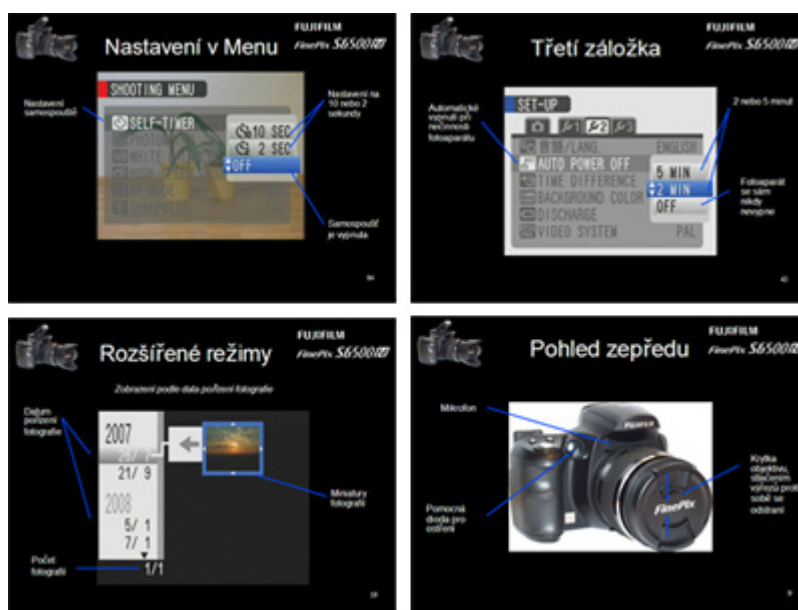 FUJIFILM
Nastavení v Menu
FinePix S6500fd
SHOOTING MENU
Nastavení
samospouště
SELF-TIMER
PHOTOM
WHITE
10 SEC
2 SEC
OFF
Nastavení na
10 nebo 2
sekundy
Samospoušť
je vypnuta
FUJIFILM
Třetí záložka
FinePix S6500fd
SET-UP
Automatické
vypnutí při
nečinnosti
fotoaparátu
言語/LANG. ENGLISH
AUTO POWER OFF
TIME DIFFERENCE
BACKGROUND COLOR
DISCHARGE
VIDEO SYSTEM PAL
5 MIN
2 MIN
OFF
2 nebo 5 minut
Fotoaparát
se sám
nikdy
nevypne
FUJIFILM
Rozšířené režimy
FinePix S6500fd
Zobrazení podle data pořízení fotografie
Datum
pořízení
fotografie
2007
21/ 9
2008
5/ 1
7/ 1
1/1
Počet
fotografií
Miniatury
fotografií
FUJIFILM
Pohled zepředu
FinePix S6500fd
Mikrofon
Pomocná
dioda pro
ostření
FUJIFILM
FinePix
Krytka
objektivu,
stlačením
výřezů proti
sobě se
odstraní